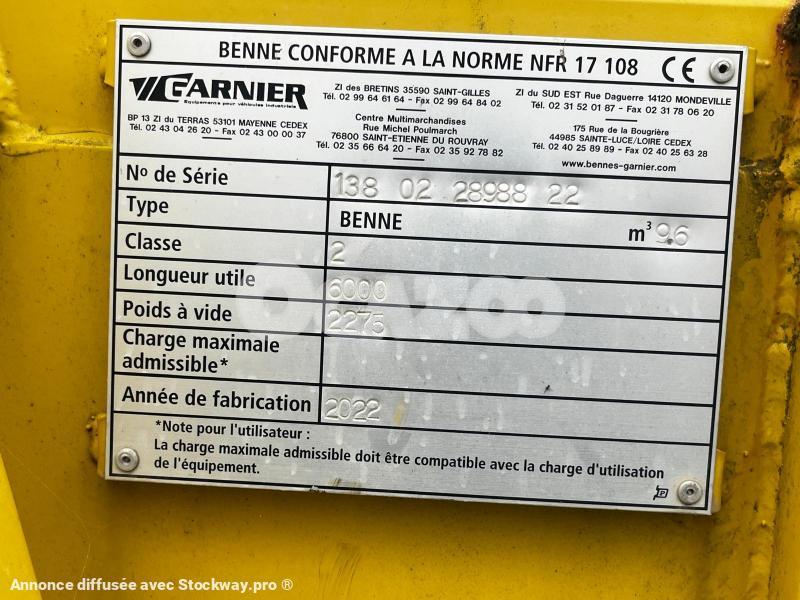 BENNE CONFORME A LA NORME NFR 17 108 CE
GARNIER
Equipements pour véhicules industriels
BP 13 ZI du TERRAS 53101 MAYENNE CEDEX
Tél. 02 43 04 26 20 - Fax 02 43 00 00 37
ZI des BRETINS 35590 SAINT-GILLES
Tél. 02 99 64 61 64 - Fax 02 99 64 84 02
Centre Multimarchandises
Rue Michel Poulmarch
76800 SAINT-ETIENNE DU ROUVRAY
Tél. 02 35 66 64 20 - Fax 02 35 92 78 82
ZI du SUD EST Rue Daguerre 14120 MONDEVILLE
Tél. 02 31 52 01 87 - Fax 02 31 78 06 20
175 Rue de la Bougrière
44985 SAINTE-LUCE/LOIRE CEDEX
Tél. 02 40 25 89 89 - Fax 02 40 25 63 28
www.bennes-garnier.com
Nº de Série 138 02 28988 22
Type BENNE m³ 9.6
Classe 2
Longueur utile 6000
Poids à vide 2275
Charge maximale
admissible*
Année de fabrication 2022
*Note pour l'utilisateur :
La charge maximale admissible doit être compatible avec la charge d'utilisation
de l'équipement.
Annonce diffusée avec Stockway.pro ®